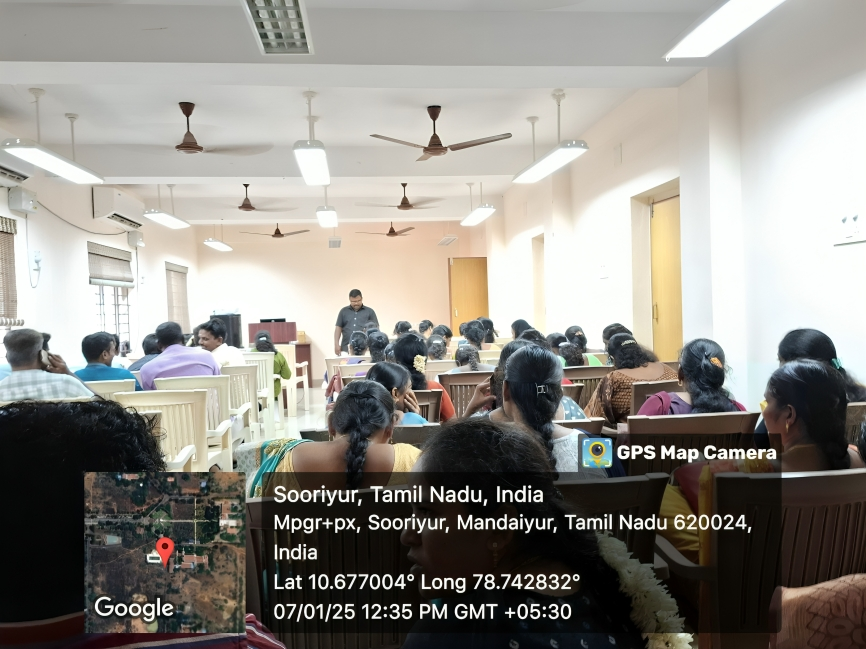 GPS Map Camera
Sooriyur, Tamil Nadu, India
Mpgr+px, Sooriyur, Mandaiyur, Tamil Nadu 620024,
India
Lat 10.677004° Long 78.742832°
07/01/25 12:35 PM GMT +05:30
Google